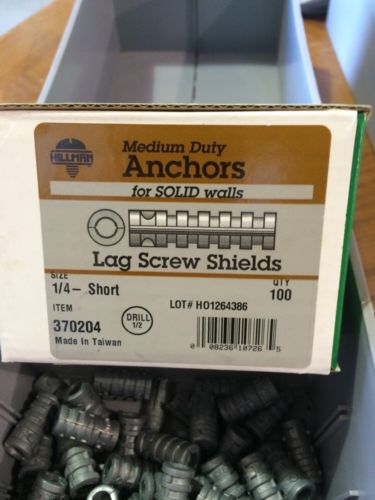 HILLMAN
Medium Duty
Anchors
for SOLID walls
Lag Screw Shields
SIZE
1/4- Short
QTY
100
ITEM
370204
DRILL
1/2
LOT# HO1264386
Made in Taiwan
0 08236 10726 5